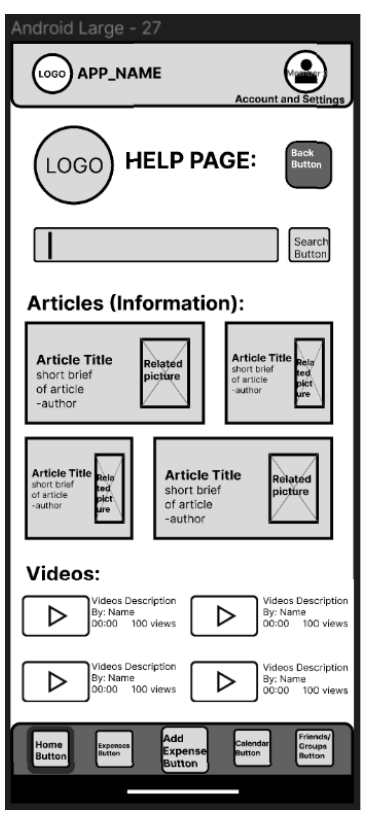 Android Large - 27
LOGO
APP_NAME
Account and Settings
LOGO
HELP PAGE:
Back
Button
Search
Button
Articles (Information):
Article Title
short brief
of article
-author
Related
picture
Article Title
short brief
of article
-author
Rela
ted
pict
ure
Article Title
short brief
of article
-author
Rela
ted
pict
ure
Article Title
short brief
of article
-author
Related
picture
Videos:
Videos Description
By: Name
00:00 100 views
Videos Description
By: Name
00:00 100 views
Videos Description
By: Name
00:00 100 views
Videos Description
By: Name
00:00 100 views
Home
Button
Expenses
Button
Add
Expense
Button
Calendar
Button
Friends/
Groups
Button